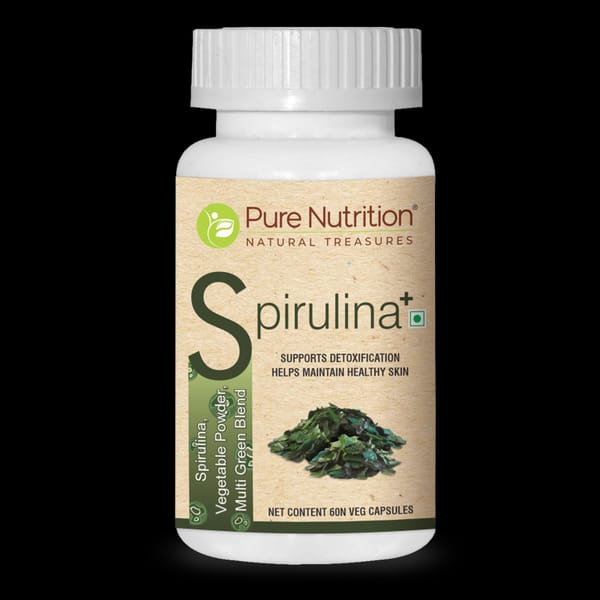 Pure Nutrition®
NATURAL TREASURES
Spirulina+
SUPPORTS DETOXIFICATION
HELPS MAINTAIN HEALTHY SKIN
Spirulina,
Vegetable Powder,
Multi Green Blend
NET CONTENT 60N VEG CAPSULES